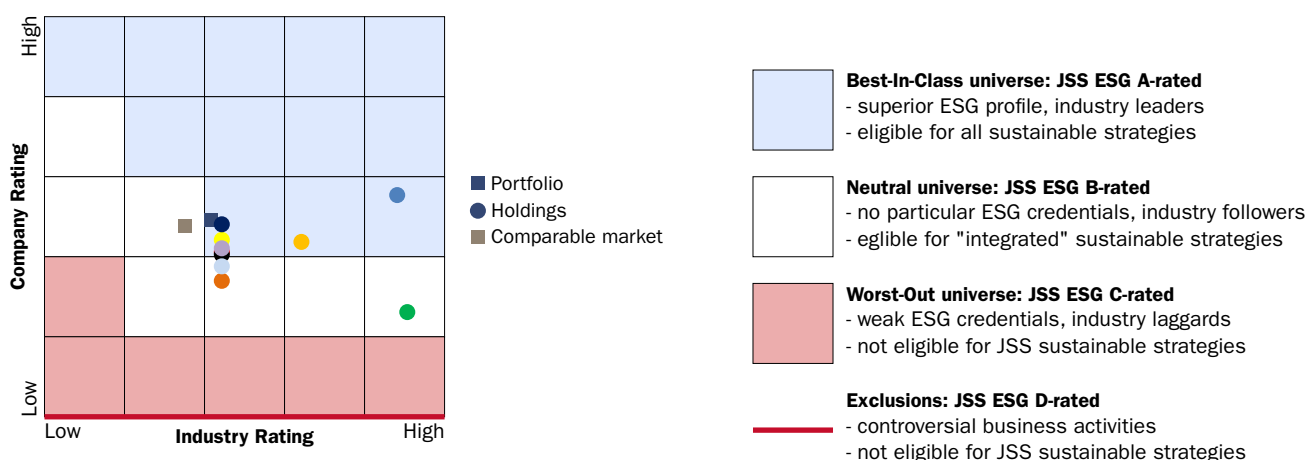 High
Company Rating
Low
Low
Industry Rating
High
Portfolio
Holdings
Comparable market
Best-In-Class universe: JSS ESG A-rated
- superior ESG profile, industry leaders
- eligible for all sustainable strategies
Neutral universe: JSS ESG B-rated
- no particular ESG credentials, industry followers
- eglible for "integrated" sustainable strategies
Worst-Out universe: JSS ESG C-rated
- weak ESG credentials, industry laggards
- not eligible for JSS sustainable strategies
Exclusions: JSS ESG D-rated
- controversial business activities
- not eligible for JSS sustainable strategies